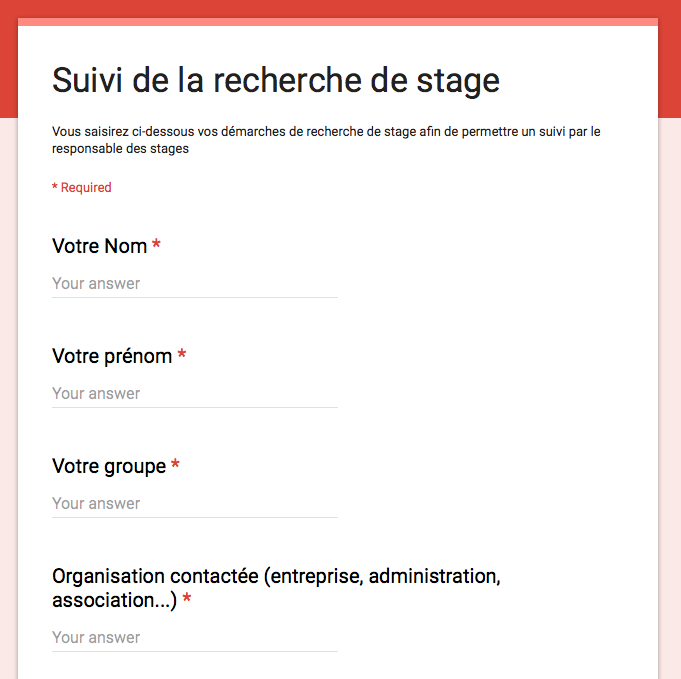 Suivi de la recherche de stage
Vous saisirez ci-dessous vos démarches de recherche de stage afin de permettre un suivi par le
responsable des stages
* Required
Votre Nom *
Your answer
Votre prénom *
Your answer
Votre groupe *
Your answer
Organisation contactée (entreprise, administration,
association...) *
Your answer